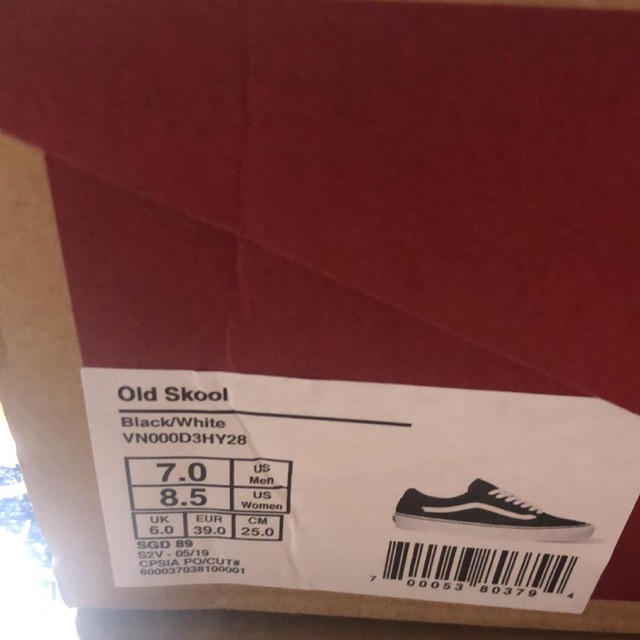 Old Skool
Black/White
VN000D3HY28
7.0 US Men
8.5 US Women
UK 6.0 EUR 39.0 CM 25.0
SGD 89
S2V - 05/19
CPSIA PO/CUT#
600037038100001
7 00053 80379 4